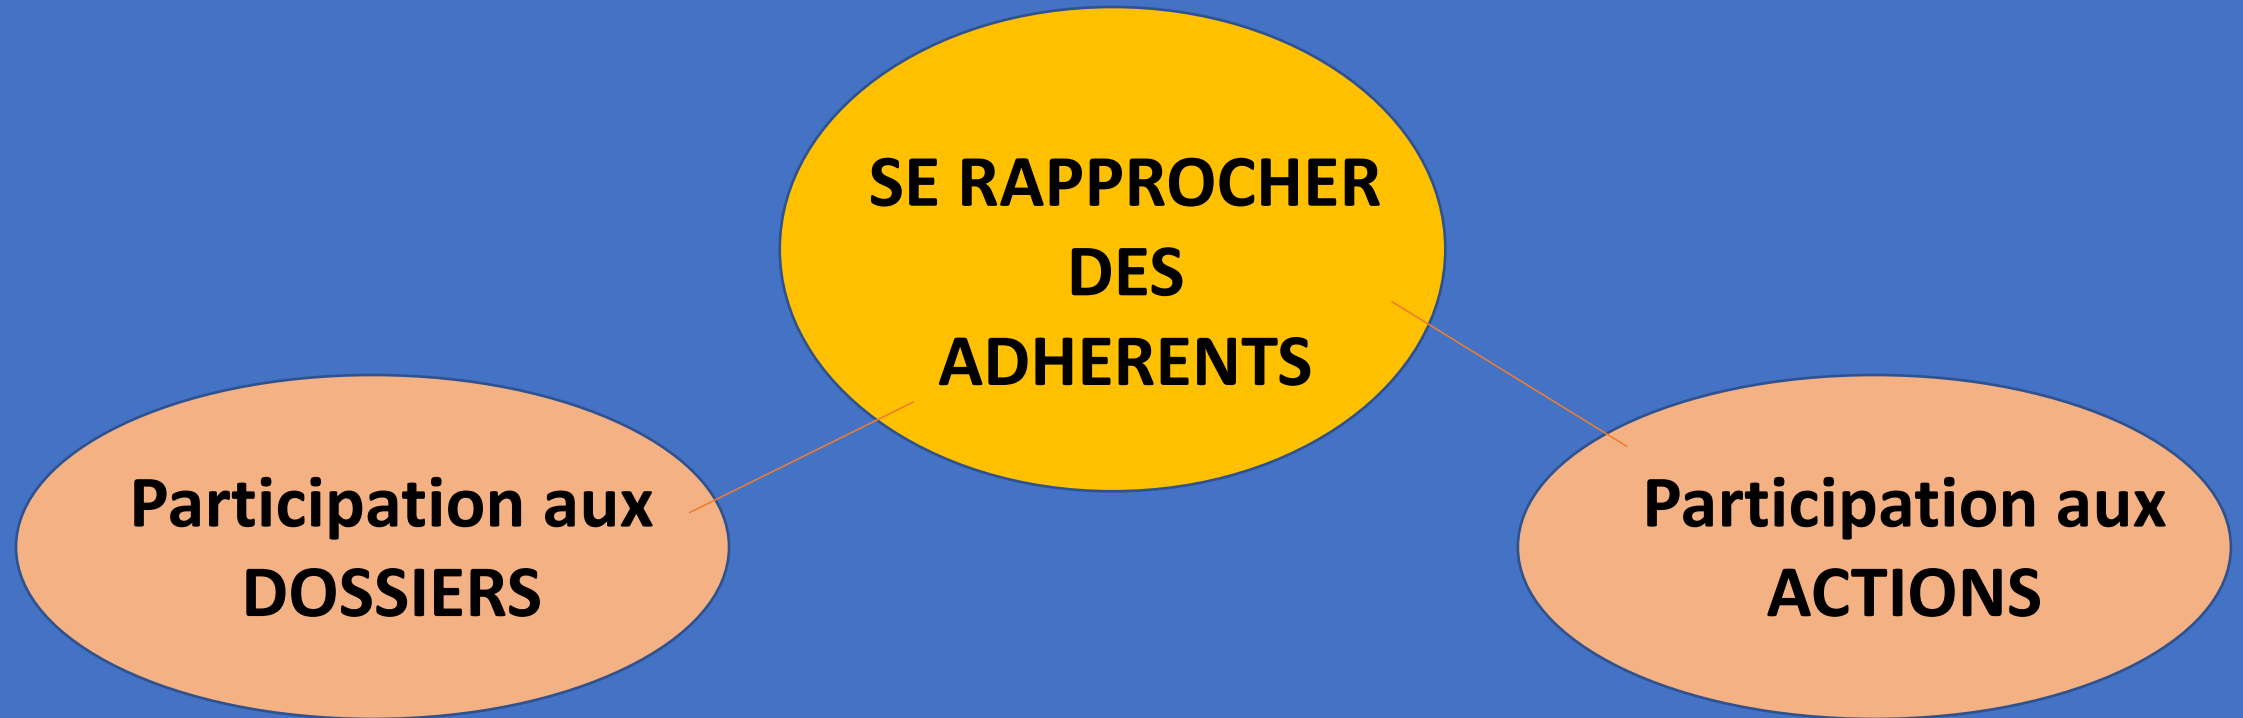 SE RAPPROCHER
DES
ADHERENTS
Participation aux
DOSSIERS
Participation aux
ACTIONS